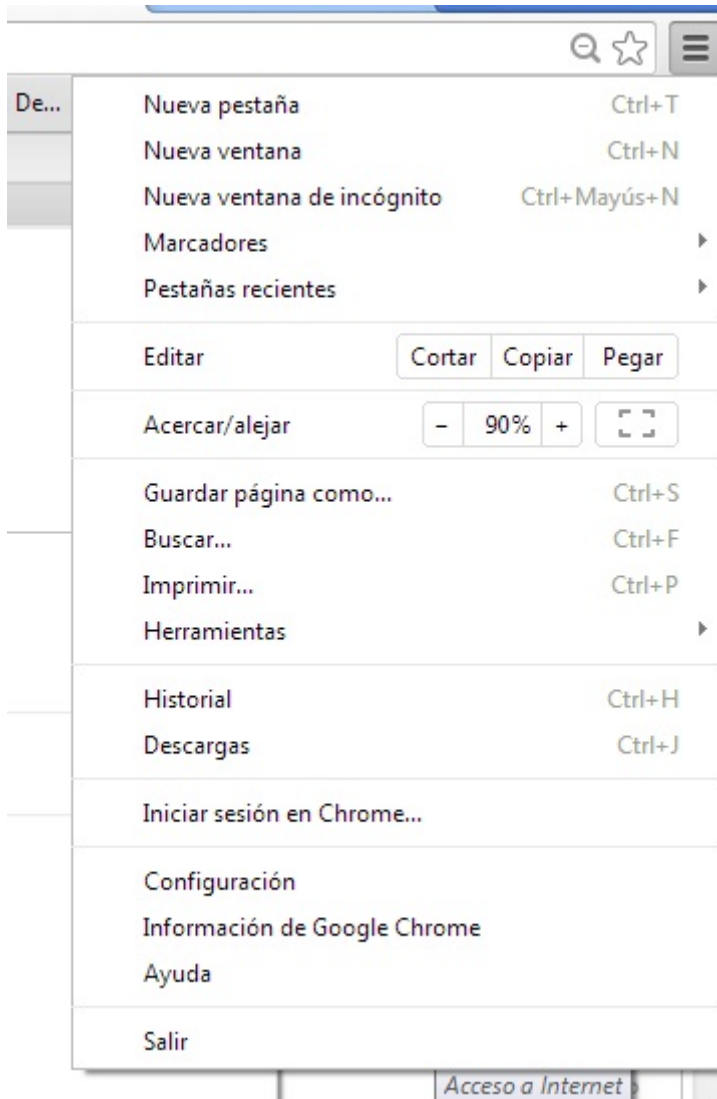 De...
Nueva pestaña Ctrl+T
Nueva ventana Ctrl+N
Nueva ventana de incógnito Ctrl+Mayús+N
Marcadores
Pestañas recientes
Editar Cortar Copiar Pegar
Acercar/alejar − 90% +
Guardar página como... Ctrl+S
Buscar... Ctrl+F
Imprimir... Ctrl+P
Herramientas
Historial Ctrl+H
Descargas Ctrl+J
Iniciar sesión en Chrome...
Configuración
Información de Google Chrome
Ayuda
Salir
Acceso a Internet